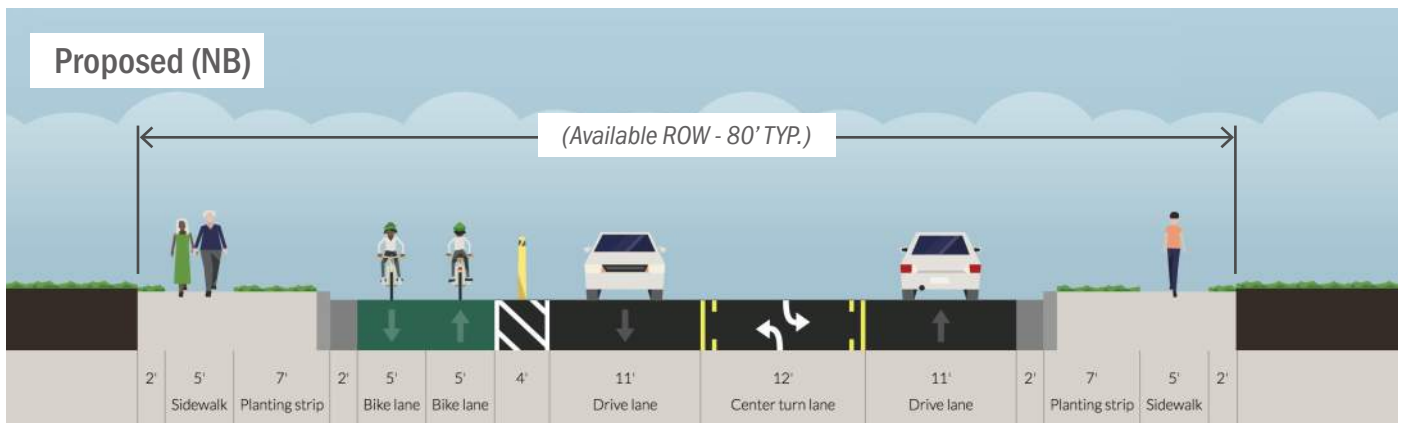 Proposed (NB)
(Available ROW - 80' TYP.)
2' 5' 7' 2' 5' 5' 4' 11' 12' 11' 2' 7' 5' 2'
Sidewalk Planting strip Bike lane Bike lane Drive lane Center turn lane Drive lane Planting strip Sidewalk